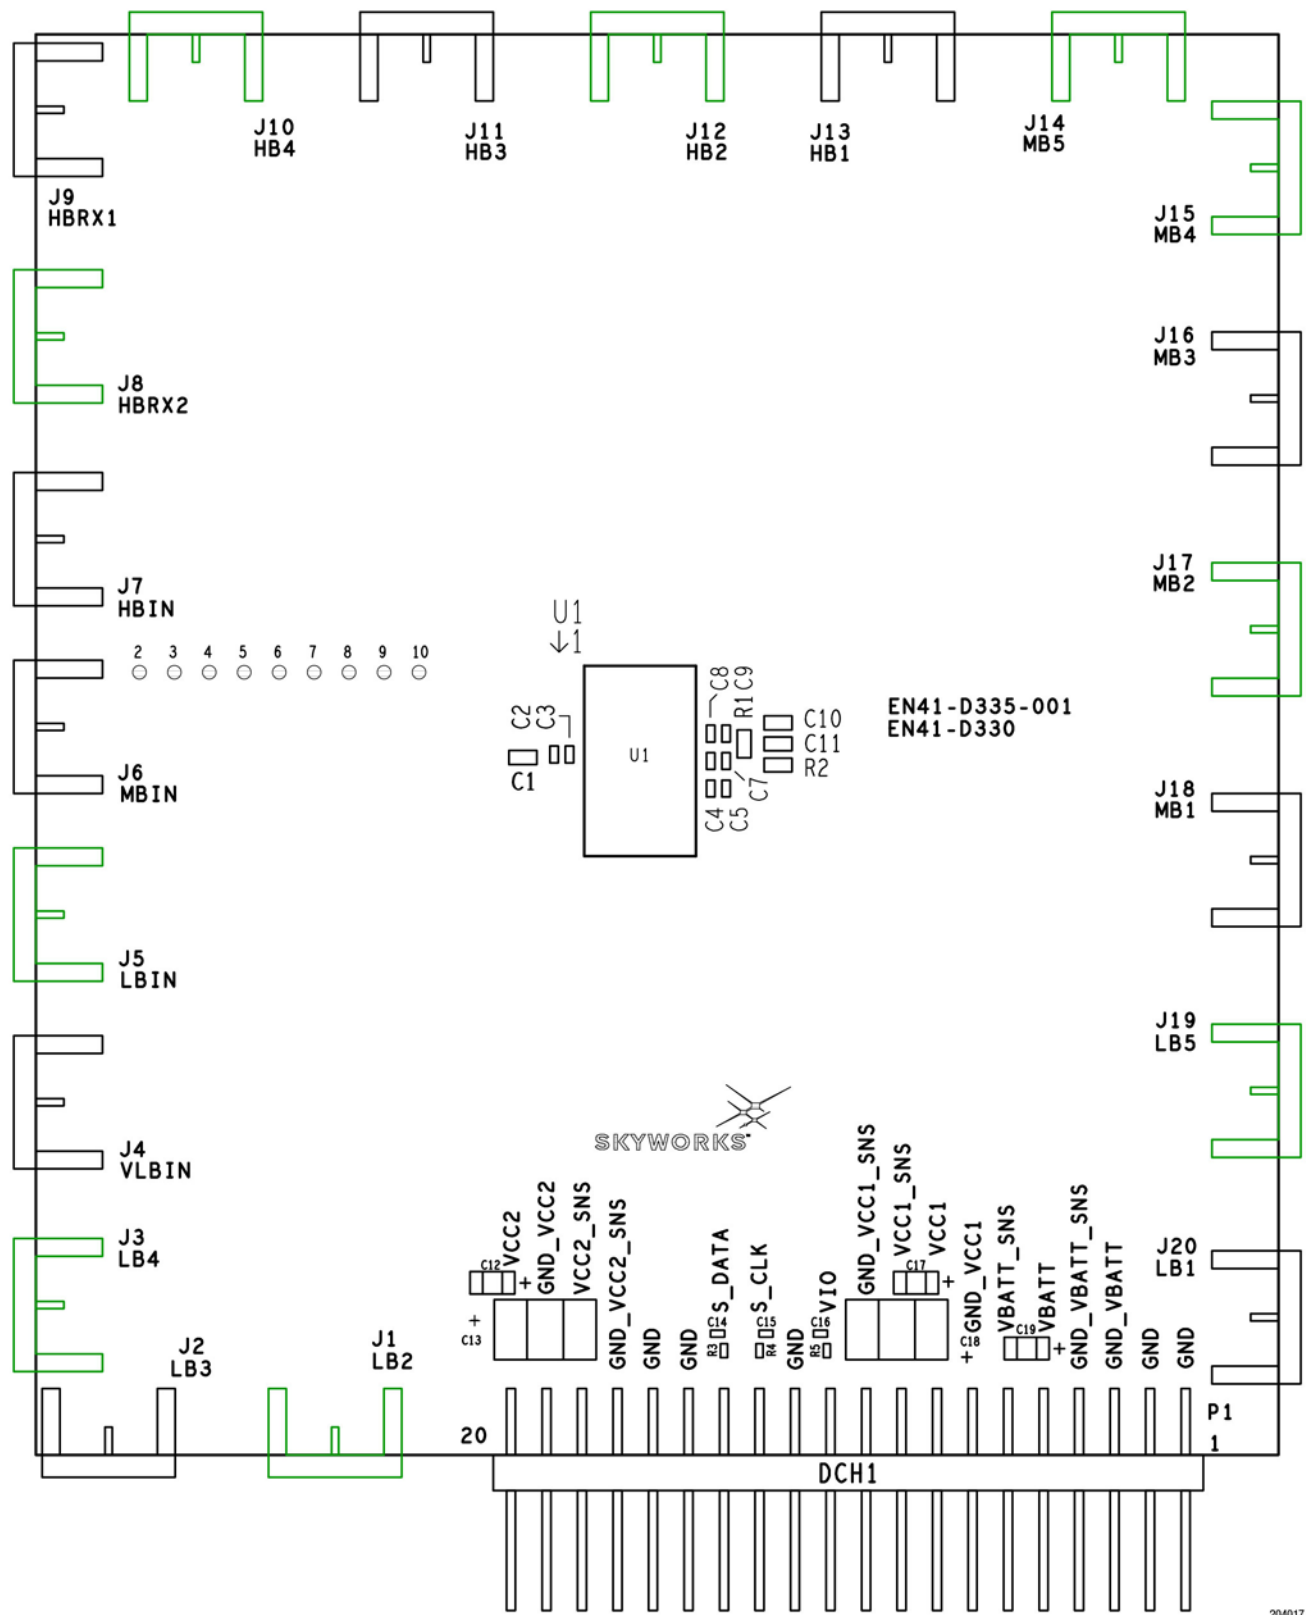 J10
HB4
J11
HB3
J12
HB2
J13
HB1
J14
MB5
J9
HBRX1
J15
MB4
J16
MB3
J8
HBRX2
J17
MB2
J7
HBIN
U1
1
2 3 4 5 6 7 8 9 10
C2
C3
C1
U1
C8
C9
R1
C10
C11
R2
C7
C4
C5
EN41-D335-001
EN41-D330
J6
MBIN
J18
MB1
J5
LBIN
J19
LB5
SKYWORKS
J4
VLBIN
J3
LB4
J20
LB1
J2
LB3
J1
LB2
VCC2
GND_VCC2
VCC2_SNS
GND_VCC2_SNS
GND
GND
S_DATA
S_CLK
GND
VIO
GND_VCC1_SNS
VCC1_SNS
VCC1
GND_VCC1
VBATT_SNS
VBATT
GND_VBATT_SNS
GND_VBATT
GND
GND
C12 +
+
C13
C14
R3
C15
R4
C16
R5
C17 +
C18
+
C19 +
20
P1
1
DCH1
204017